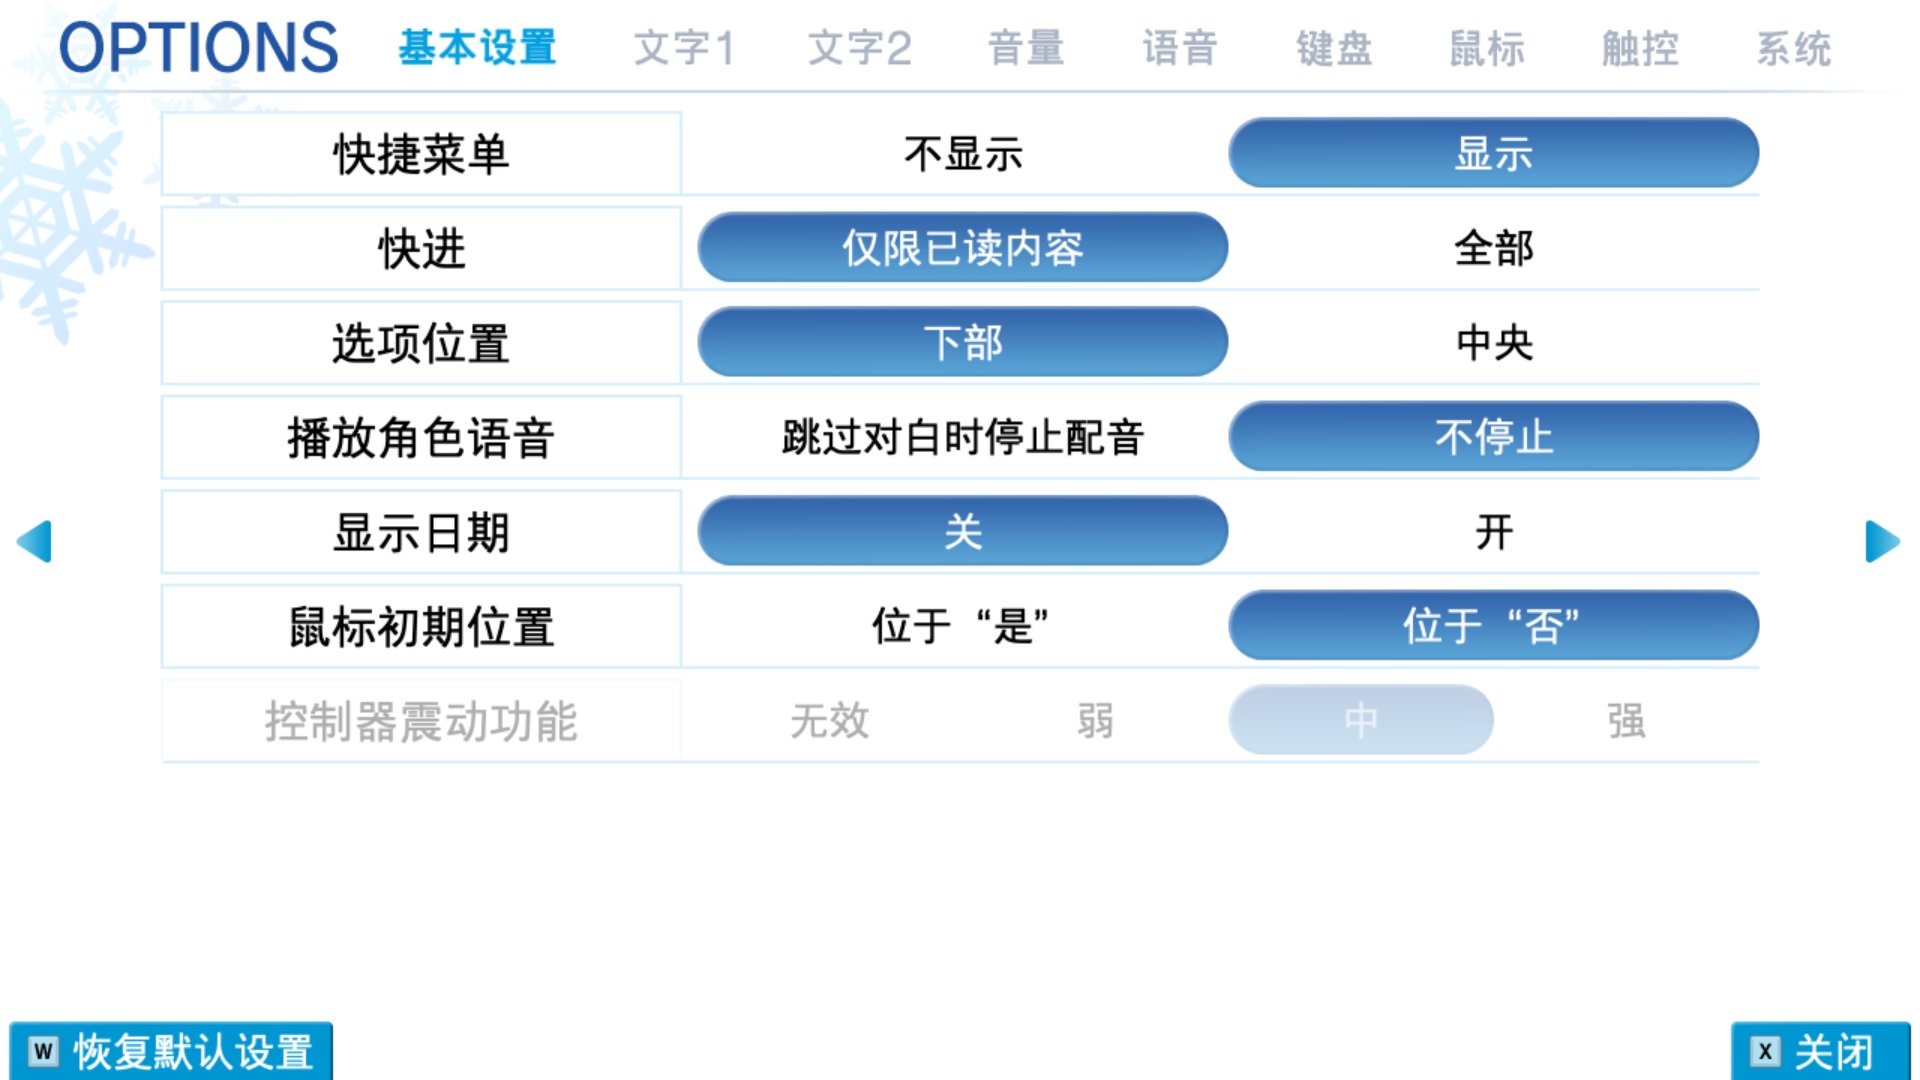 OPTIONS 基本设置 文字1 文字2 音量 语音 键盘 鼠标 触控 系统
快捷菜单 不显示 显示
快进 仅限已读内容 全部
选项位置 下部 中央
播放角色语音 跳过对白时停止配音 不停止
显示日期 关 开
鼠标初期位置 位于“是” 位于“否”
控制器震动功能 无效 弱 中 强
W 恢复默认设置 X 关闭